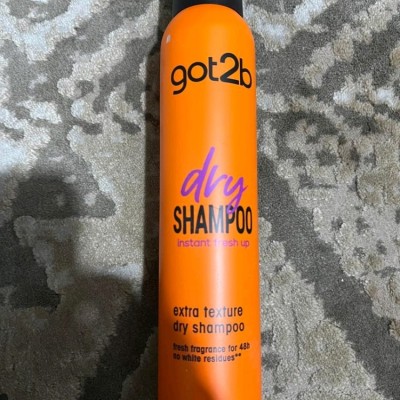 got2b
dry
SHAMPOO
instant fresh up
extra texture
dry shampoo
fresh fragrance for 48h
no white residues**